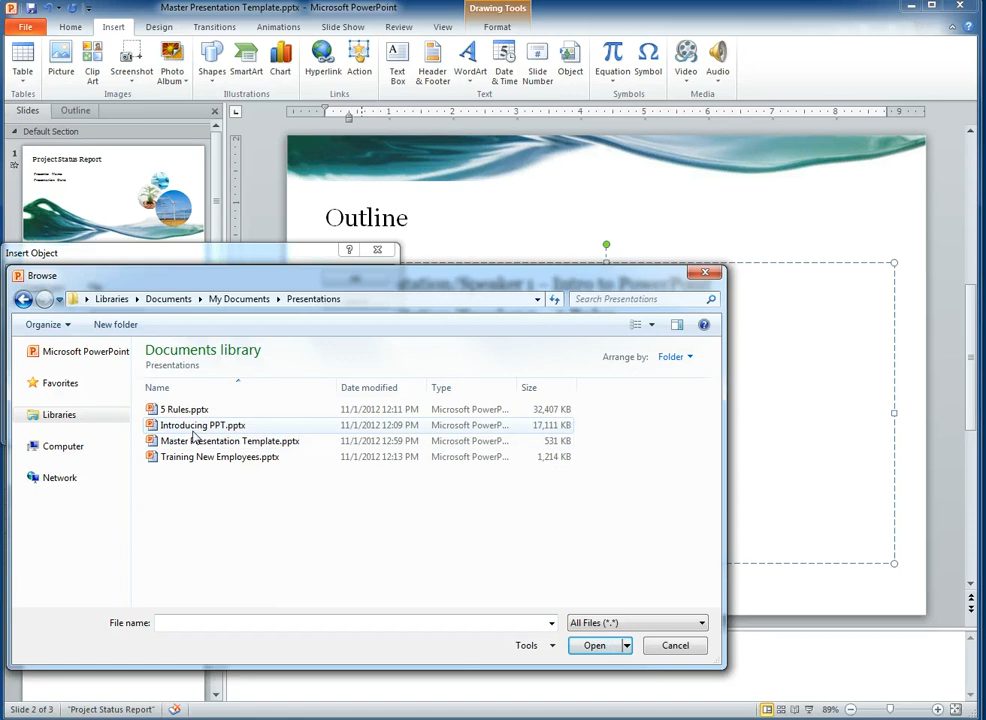 Master Presentation Template.pptx - Microsoft PowerPoint
Drawing Tools
File Home Insert Design Transitions Animations Slide Show Review View Format
Table Picture Clip Art Screenshot Photo Album Shapes SmartArt Chart Hyperlink Action Text Box Header & Footer WordArt Date & Time Slide Number Object Equation Symbol Video Audio
Tables Images Illustrations Links Text Symbols Media
Slides Outline
Default Section
1
Project Status Report
Outline
Insert Object
Browse
Libraries Documents My Documents Presentations
Search Presentations
Organize New folder
Microsoft PowerPoint
Favorites
Libraries
Computer
Network
Documents library
Presentations
Arrange by: Folder
Name Date modified Type Size
5 Rules.pptx 11/1/2012 12:11 PM Microsoft PowerP... 32,407 KB
Introducing PPT.pptx 11/1/2012 12:09 PM Microsoft PowerP... 17,111 KB
Master Presentation Template.pptx 11/1/2012 12:59 PM Microsoft PowerP... 531 KB
Training New Employees.pptx 11/1/2012 12:13 PM Microsoft PowerP... 1,214 KB
File name: All Files (*.*)
Tools Open Cancel
Slide 2 of 3 "Project Status Report" 89%